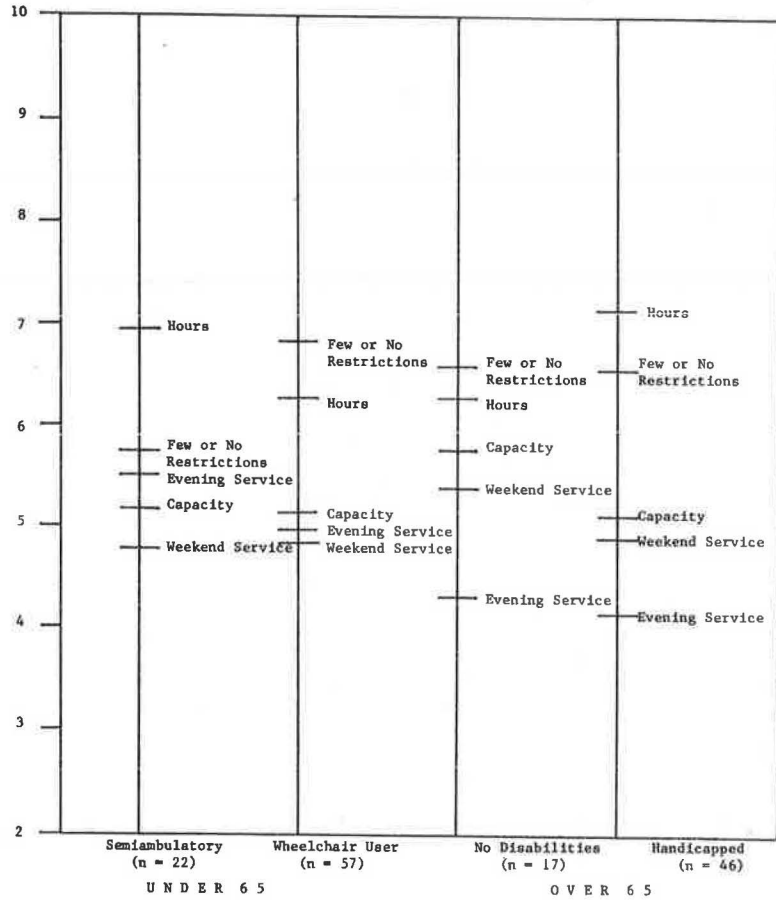 10
9
8
7
6
5
4
3
2
Hours
Few or No
Restrictions
Evening Service
Capacity
Weekend Service
Few or No
Restrictions
Hours
Capacity
Evening Service
Weekend Service
Few or No
Restrictions
Hours
Capacity
Weekend Service
Evening Service
Hours
Few or No
Restrictions
Capacity
Weekend Service
Evening Service
Semiambulatory
(n = 22)
Wheelchair User
(n = 57)
No Disabilities
(n = 17)
Handicapped
(n = 46)
UNDER 65
OVER 65